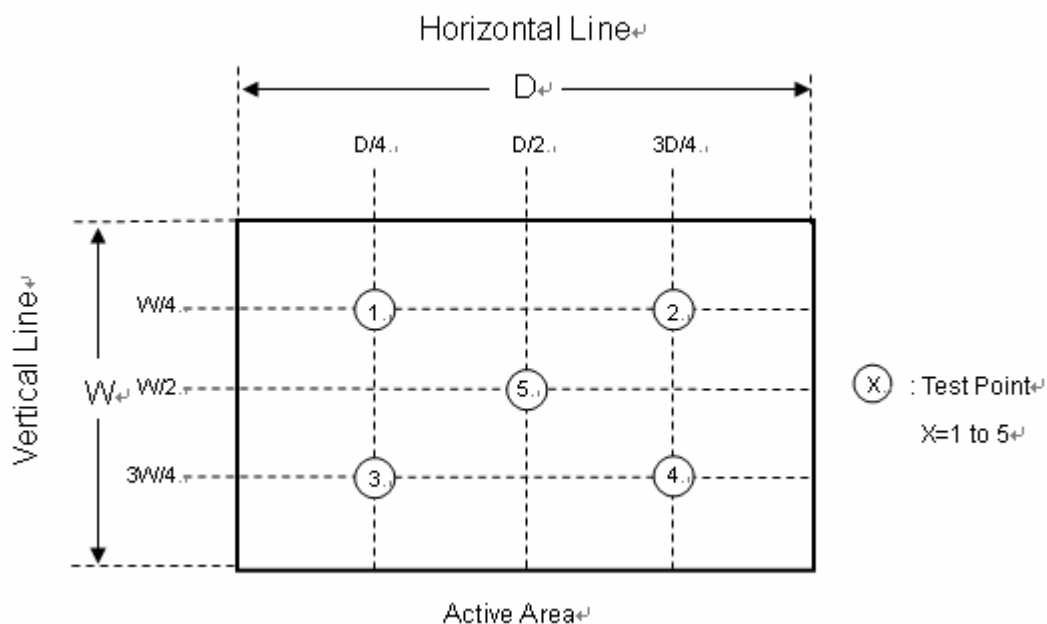 Horizontal Line
D
D/4 D/2 3D/4
Vertical Line
W
W/4
1 2
W/2
5
X : Test Point
X=1 to 5
3W/4
3 4
Active Area